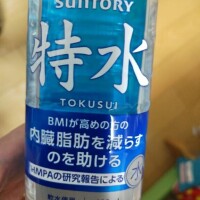 SUNTORY
特水
TOKUSUI
BMIが高めの方の
内臓脂肪を減らす
のを助ける
HMPAの研究報告による